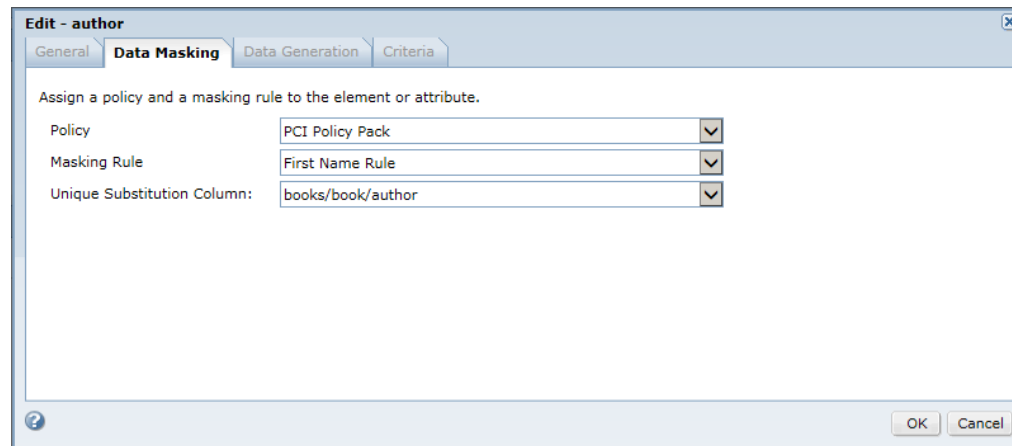 Edit - author
General Data Masking Data Generation Criteria
Assign a policy and a masking rule to the element or attribute.
Policy PCI Policy Pack
Masking Rule First Name Rule
Unique Substitution Column: books/book/author
? OK Cancel